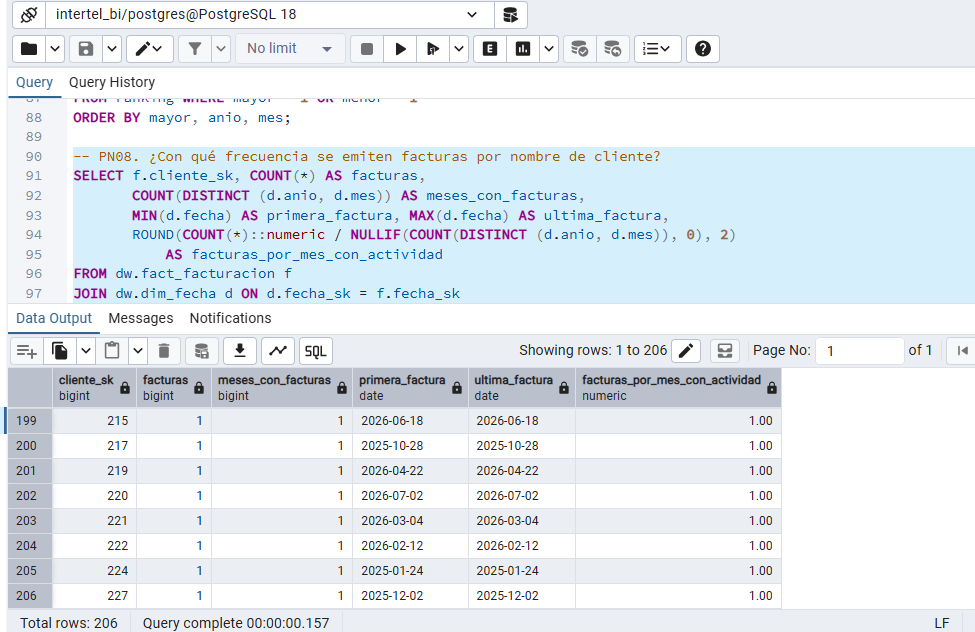 intertel_bi/postgres@PostgreSQL 18
No limit
E
Query Query History
87 FROM ranking WHERE mayor = 1 OR menor = 1
88 ORDER BY mayor, anio, mes;
89
90 -- PN08. ¿Con qué frecuencia se emiten facturas por nombre de cliente?
91 SELECT f.cliente_sk, COUNT(*) AS facturas,
92 COUNT(DISTINCT (d.anio, d.mes)) AS meses_con_facturas,
93 MIN(d.fecha) AS primera_factura, MAX(d.fecha) AS ultima_factura,
94 ROUND(COUNT(*)::numeric / NULLIF(COUNT(DISTINCT (d.anio, d.mes)), 0), 2)
95 AS facturas_por_mes_con_actividad
96 FROM dw.fact_facturacion f
97 JOIN dw.dim_fecha d ON d.fecha_sk = f.fecha_sk
Data Output Messages Notifications
SQL Showing rows: 1 to 206 Page No: 1 of 1
cliente_sk facturas meses_con_facturas primera_factura ultima_factura facturas_por_mes_con_actividad
bigint bigint bigint date date numeric
199 215 1 1 2026-06-18 2026-06-18 1.00
200 217 1 1 2025-10-28 2025-10-28 1.00
201 219 1 1 2026-04-22 2026-04-22 1.00
202 220 1 1 2026-07-02 2026-07-02 1.00
203 221 1 1 2026-03-04 2026-03-04 1.00
204 222 1 1 2026-02-12 2026-02-12 1.00
205 224 1 1 2025-01-24 2025-01-24 1.00
206 227 1 1 2025-12-02 2025-12-02 1.00
Total rows: 206 Query complete 00:00:00.157 LF